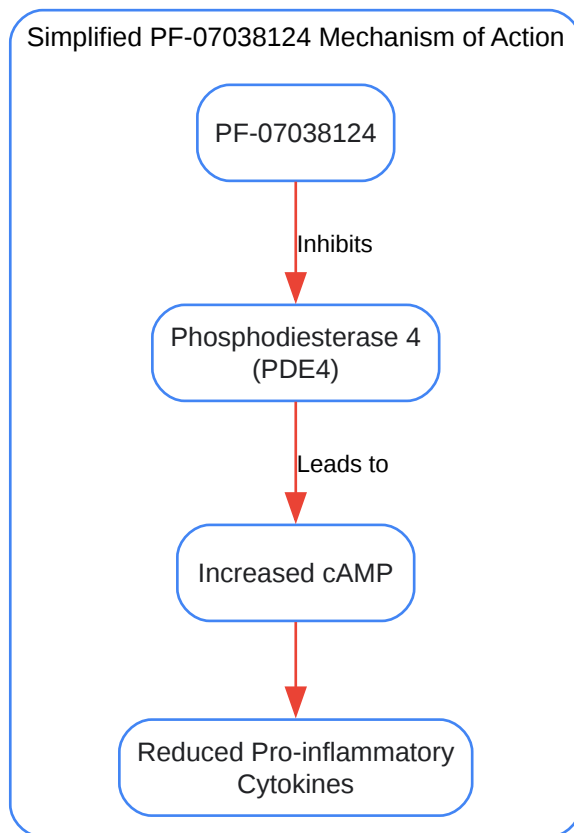 Simplified PF-07038124 Mechanism of Action
PF-07038124
Inhibits
Phosphodiesterase 4
(PDE4)
Leads to
Increased cAMP
Reduced Pro-inflammatory
Cytokines